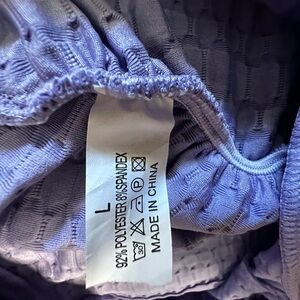 L
92% POLYESTER 8%SPANDEX
MADE IN CHINA